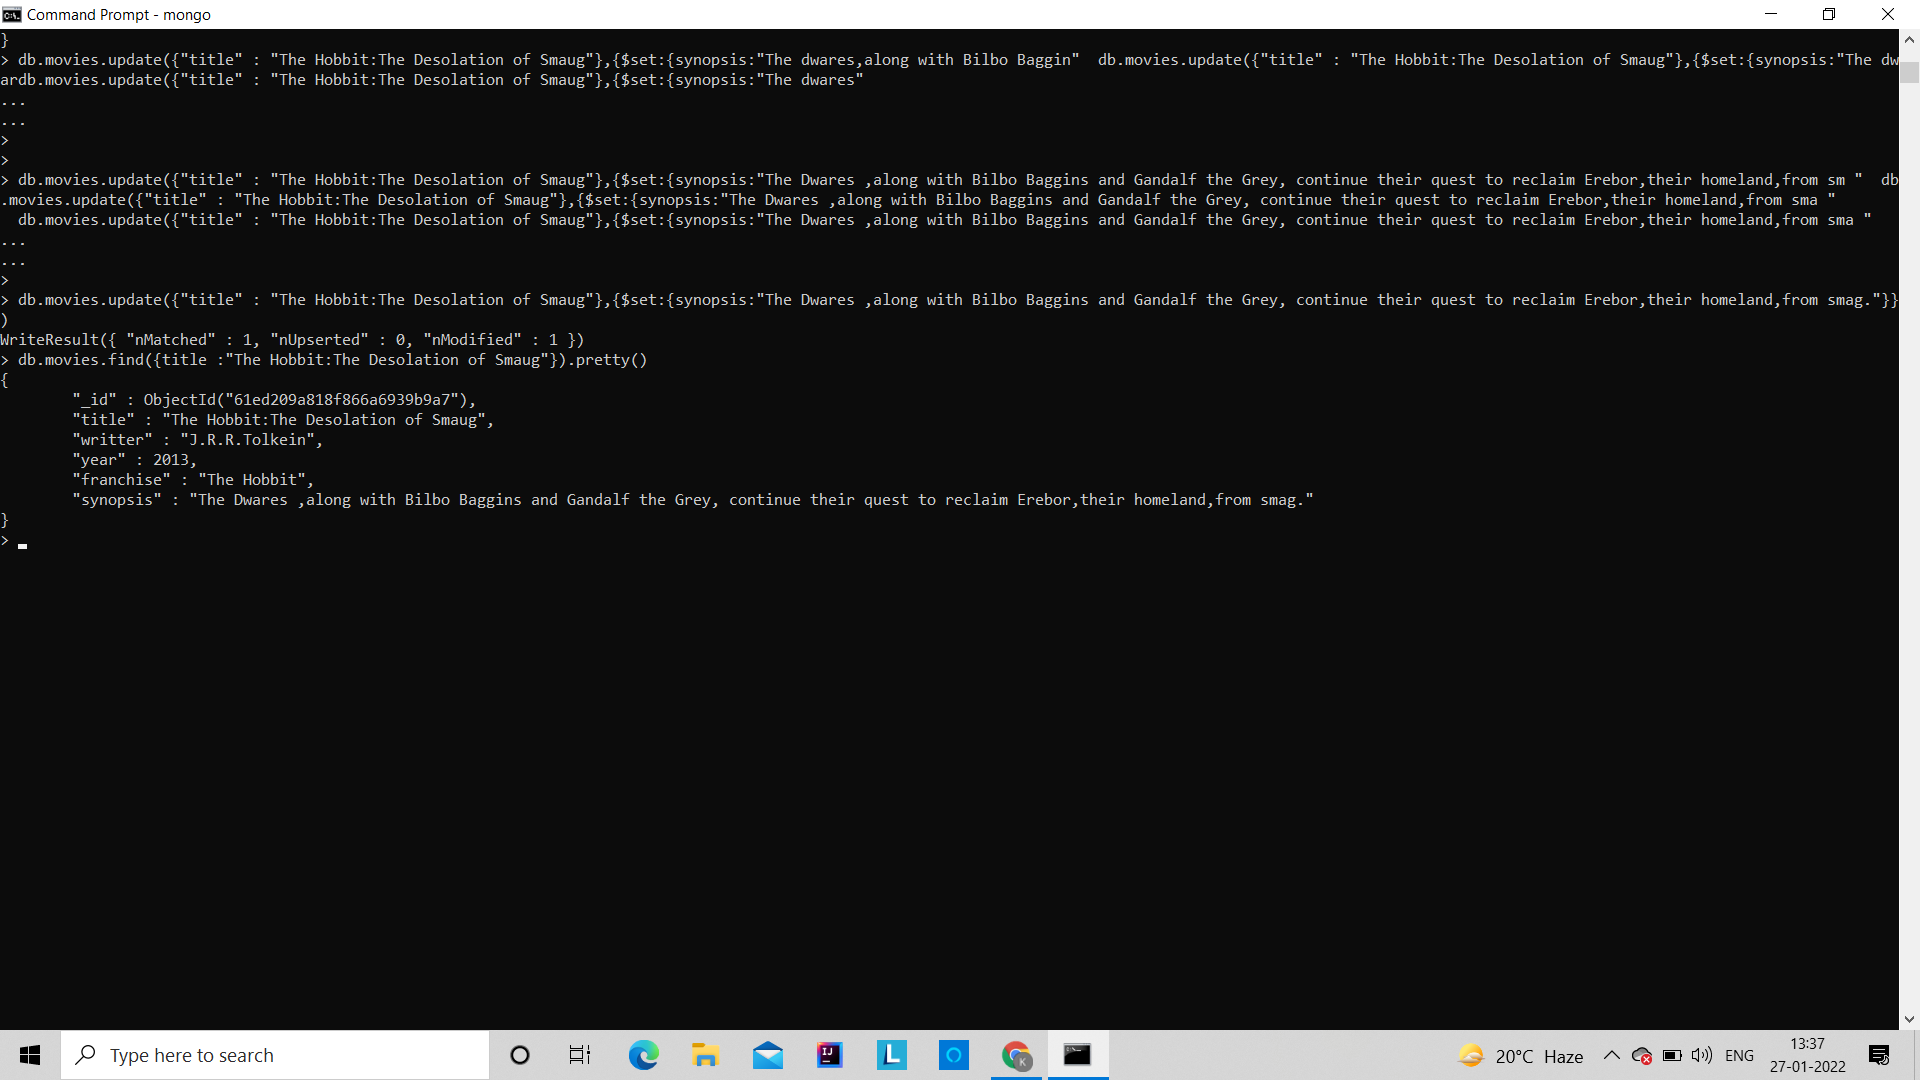 Command Prompt - mongo
}
> db.movies.update({"title" : "The Hobbit:The Desolation of Smaug"},{$set:{synopsis:"The dwares,along with Bilbo Baggin"  db.movies.update({"title" : "The Hobbit:The Desolation of Smaug"},{$set:{synopsis:"The dw
ardb.movies.update({"title" : "The Hobbit:The Desolation of Smaug"},{$set:{synopsis:"The dwares"
...
...
>
>
> db.movies.update({"title" : "The Hobbit:The Desolation of Smaug"},{$set:{synopsis:"The Dwares ,along with Bilbo Baggins and Gandalf the Grey, continue their quest to reclaim Erebor,their homeland,from sm "  db
.movies.update({"title" : "The Hobbit:The Desolation of Smaug"},{$set:{synopsis:"The Dwares ,along with Bilbo Baggins and Gandalf the Grey, continue their quest to reclaim Erebor,their homeland,from sma "
  db.movies.update({"title" : "The Hobbit:The Desolation of Smaug"},{$set:{synopsis:"The Dwares ,along with Bilbo Baggins and Gandalf the Grey, continue their quest to reclaim Erebor,their homeland,from sma "
...
...
>
> db.movies.update({"title" : "The Hobbit:The Desolation of Smaug"},{$set:{synopsis:"The Dwares ,along with Bilbo Baggins and Gandalf the Grey, continue their quest to reclaim Erebor,their homeland,from smag."}}
)
WriteResult({ "nMatched" : 1, "nUpserted" : 0, "nModified" : 1 })
> db.movies.find({title :"The Hobbit:The Desolation of Smaug"}).pretty()
{
        "_id" : ObjectId("61ed209a818f866a6939b9a7"),
        "title" : "The Hobbit:The Desolation of Smaug",
        "writter" : "J.R.R.Tolkein",
        "year" : 2013,
        "franchise" : "The Hobbit",
        "synopsis" : "The Dwares ,along with Bilbo Baggins and Gandalf the Grey, continue their quest to reclaim Erebor,their homeland,from smag."
}
>
Type here to search
IJ
L
K
20°C Haze
ENG
13:37
27-01-2022